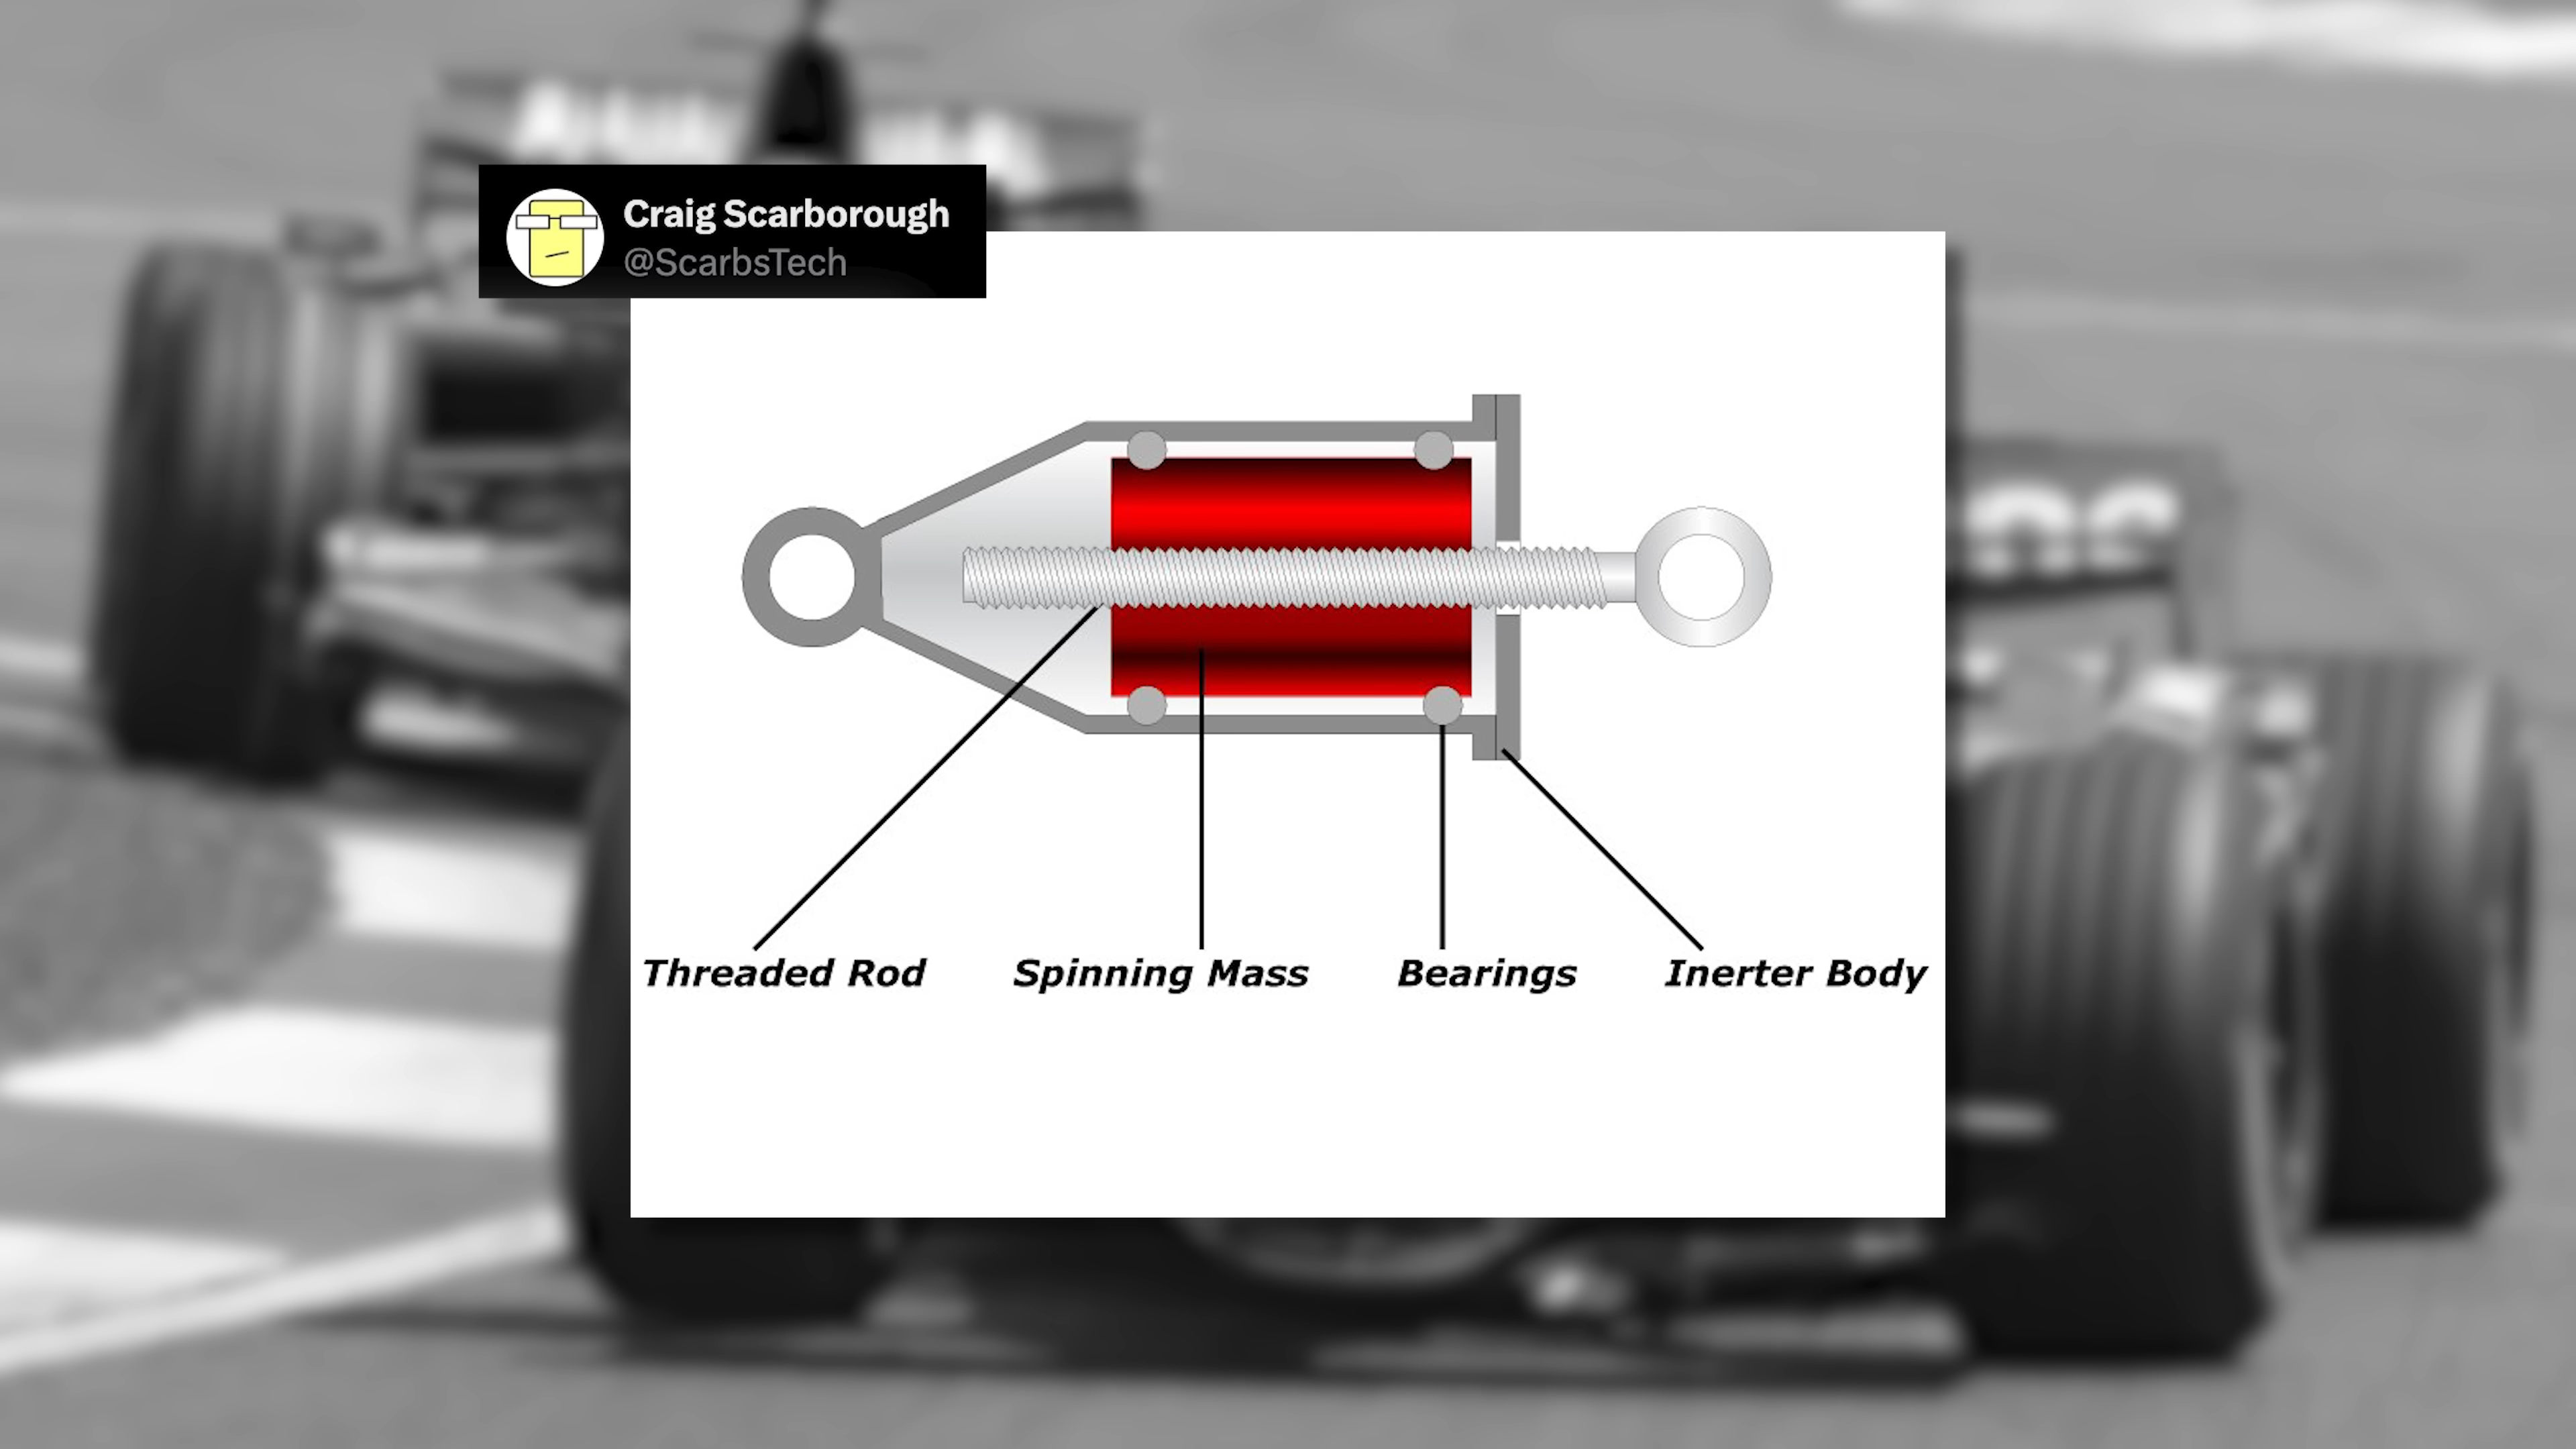 Craig Scarborough
@ScarbsTech
Threaded Rod
Spinning Mass
Bearings
Inerter Body